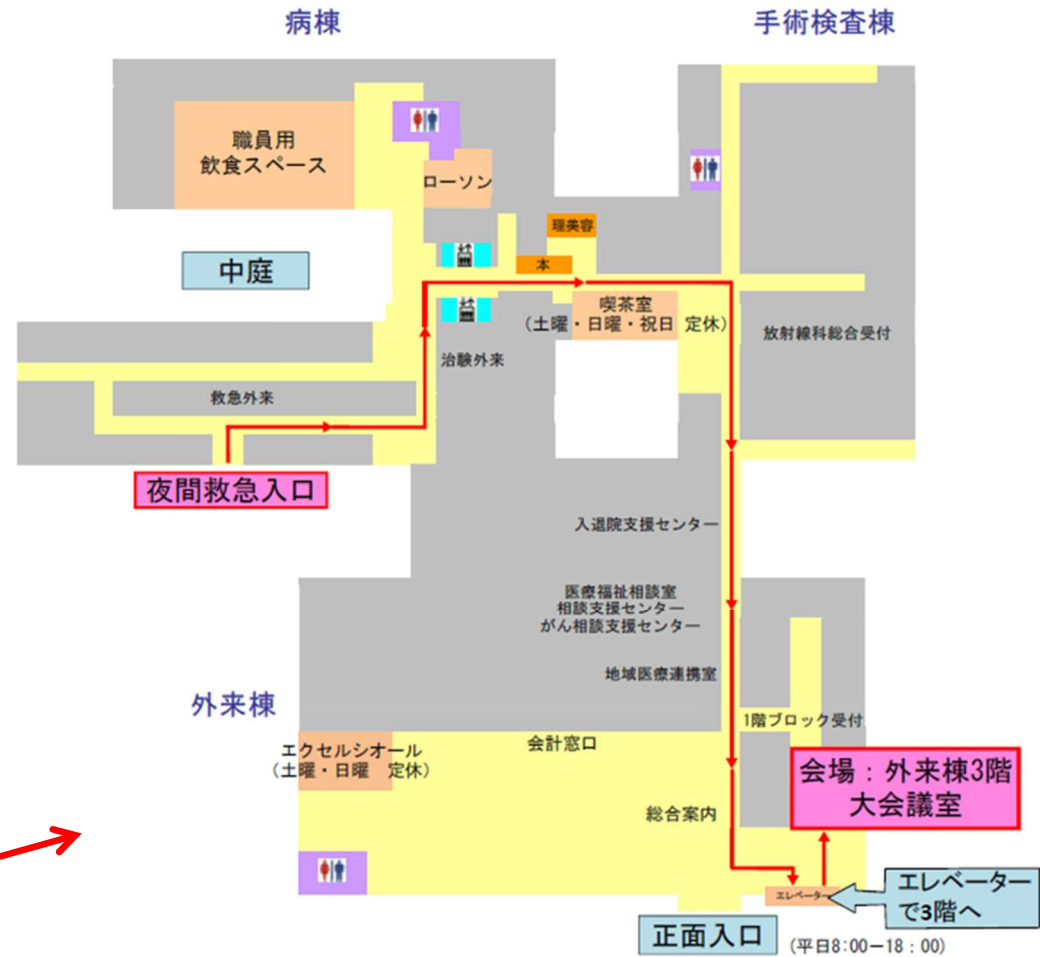 病棟
手術検査棟
職員用
飲食スペース
ローソン
理美容
本
中庭
喫茶室
(土曜・日曜・祝日 定休)
放射線科総合受付
治験外来
救急外来
夜間救急入口
入退院支援センター
医療福祉相談室
相談支援センター
がん相談支援センター
地域医療連携室
外来棟
1階ブロック受付
会計窓口
エクセルシオール
(土曜・日曜 定休)
会場:外来棟3階
大会議室
総合案内
エレベーター
エレベーター
で3階へ
正面入口
(平日8:00-18:00)